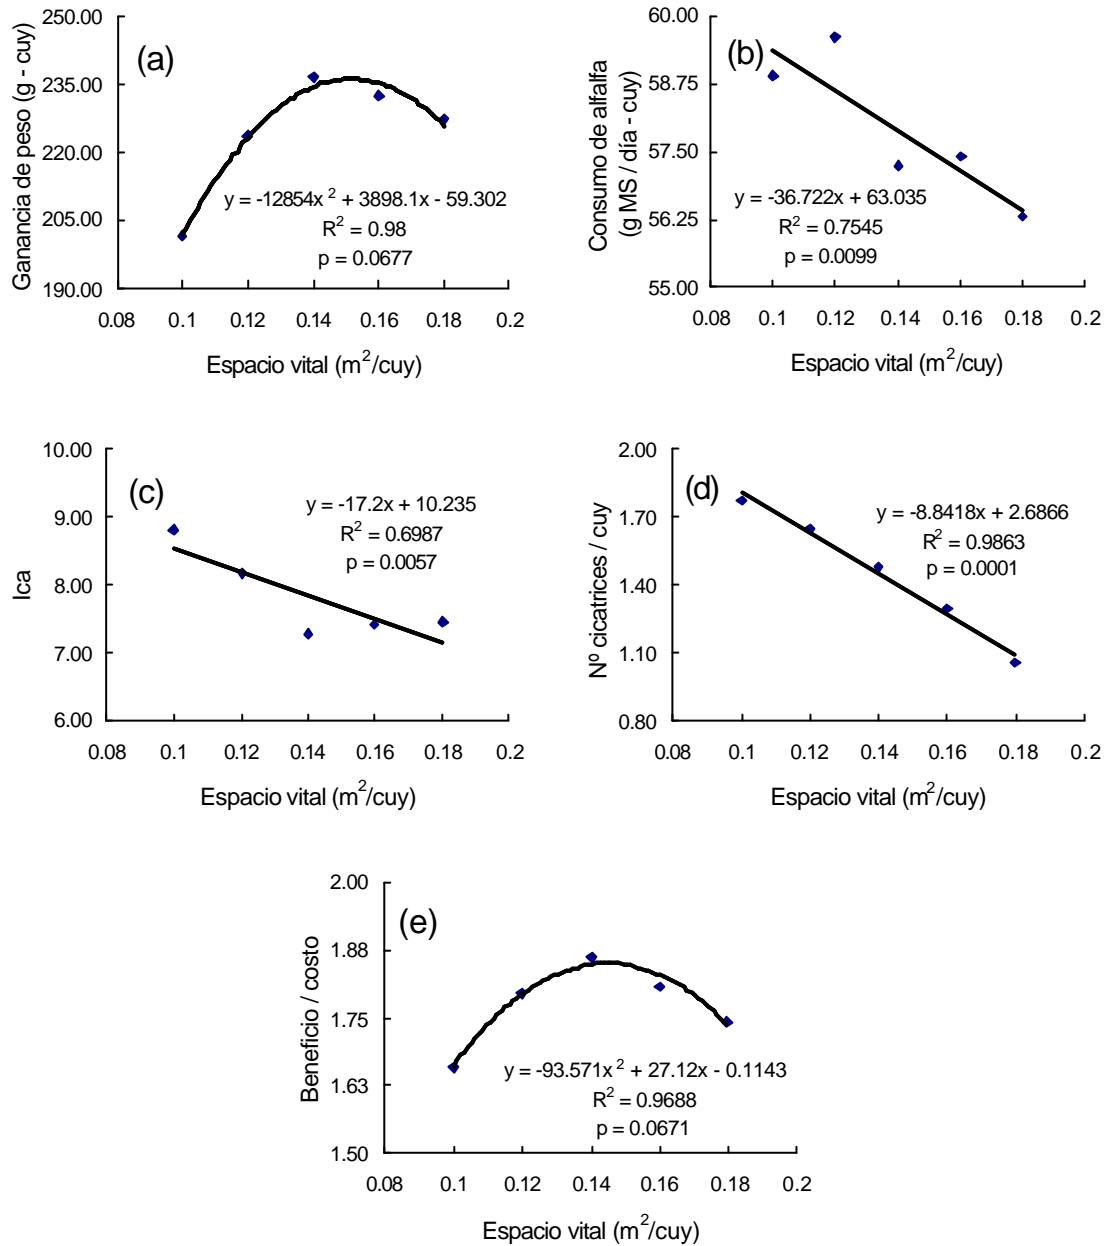 (a)
Ganancia de peso (g - cuy)
250.00
235.00
220.00
205.00
190.00
y = -12854x² + 3898.1x - 59.302
R² = 0.98
p = 0.0677
0.08 0.1 0.12 0.14 0.16 0.18 0.2
Espacio vital (m²/cuy)
(b)
Consumo de alfalfa
(g MS / día - cuy)
60.00
58.75
57.50
56.25
55.00
y = -36.722x + 63.035
R² = 0.7545
p = 0.0099
0.08 0.1 0.12 0.14 0.16 0.18 0.2
Espacio vital (m²/cuy)
(c)
Ica
10.00
9.00
8.00
7.00
6.00
y = -17.2x + 10.235
R² = 0.6987
p = 0.0057
0.08 0.1 0.12 0.14 0.16 0.18 0.2
Espacio vital (m²/cuy)
(d)
Nº cicatrices / cuy
2.00
1.70
1.40
1.10
0.80
y = -8.8418x + 2.6866
R² = 0.9863
p = 0.0001
0.08 0.1 0.12 0.14 0.16 0.18 0.2
Espacio vital (m²/cuy)
(e)
Beneficio / costo
2.00
1.88
1.75
1.63
1.50
y = -93.571x² + 27.12x - 0.1143
R² = 0.9688
p = 0.0671
0.08 0.1 0.12 0.14 0.16 0.18 0.2
Espacio vital (m²/cuy)